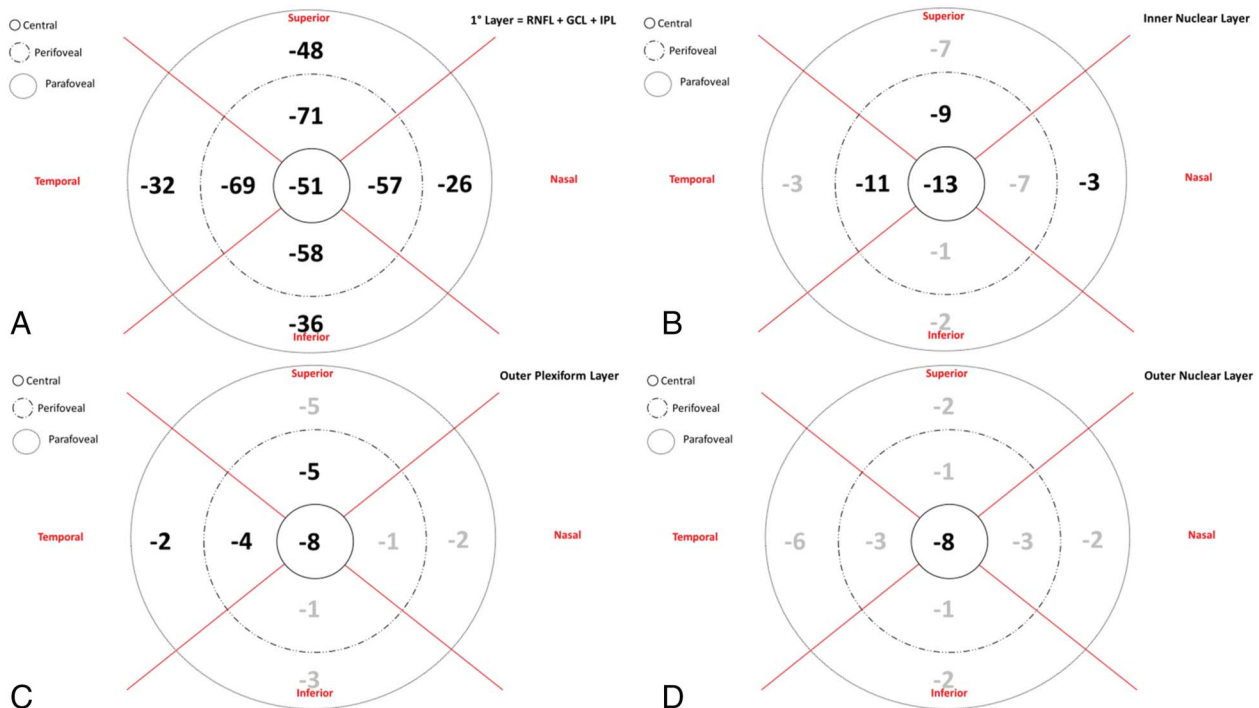 Superior
1° Layer = RNFL + GCL + IPL
Central
Perifoveal
Parafoveal
-48
-71
Temporal
-32 -69 -51 -57 -26
Nasal
-58
-36
Inferior
A
Superior
Inner Nuclear Layer
Central
Perifoveal
Parafoveal
-7
-9
Temporal
-3 -11 -13 -7 -3
Nasal
-1
-2
Inferior
B
Superior
Outer Plexiform Layer
Central
Perifoveal
Parafoveal
-5
-5
Temporal
-2 -4 -8 -1 -2
Nasal
-1
-3
Inferior
C
Superior
Outer Nuclear Layer
Central
Perifoveal
Parafoveal
-2
-1
Temporal
-6 -3 -8 -3 -2
Nasal
-1
-2
Inferior
D